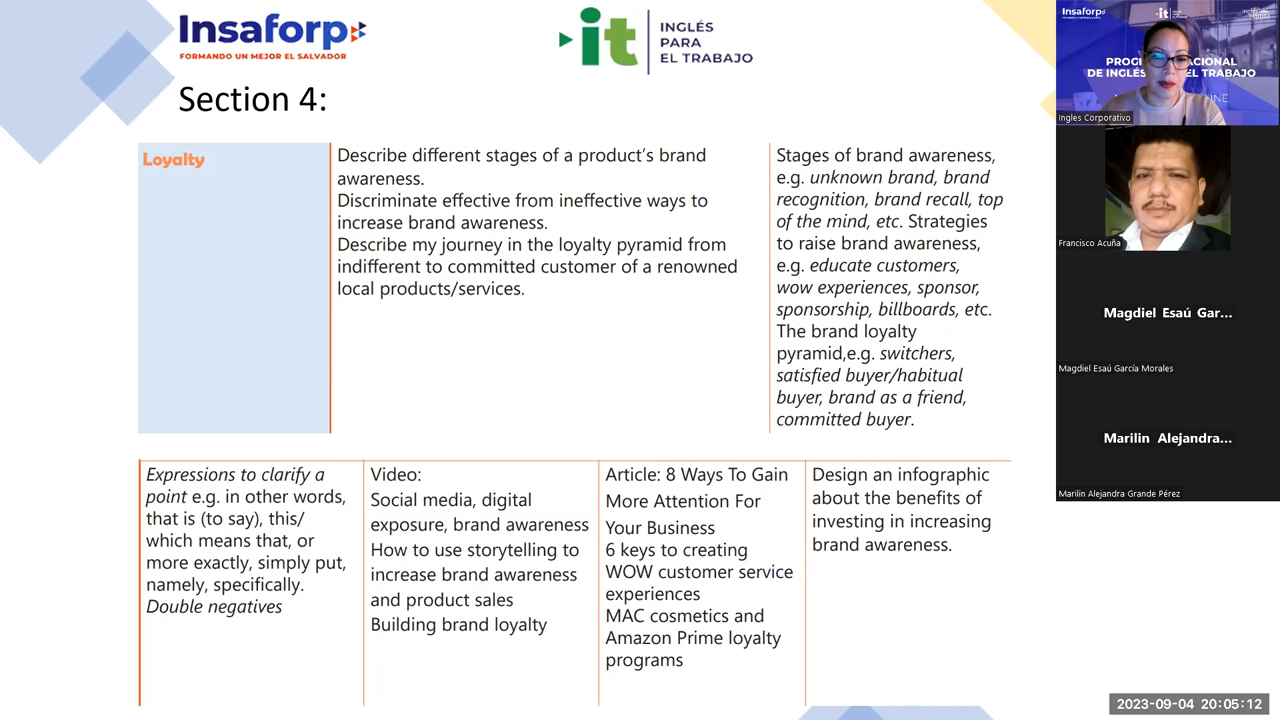 Insaforp
FORMANDO UN MEJOR EL SALVADOR
it
INGLÉS
PARA
EL TRABAJO
Section 4:
Loyalty
Describe different stages of a product's brand
awareness.
Discriminate effective from ineffective ways to
increase brand awareness.
Describe my journey in the loyalty pyramid from
indifferent to committed customer of a renowned
local products/services.
Stages of brand awareness,
e.g. unknown brand, brand
recognition, brand recall, top
of the mind, etc. Strategies
to raise brand awareness,
e.g. educate customers,
wow experiences, sponsor,
sponsorship, billboards, etc.
The brand loyalty
pyramid,e.g. switchers,
satisfied buyer/habitual
buyer, brand as a friend,
committed buyer.
Expressions to clarify a
point e.g. in other words,
that is (to say), this/
which means that, or
more exactly, simply put,
namely, specifically.
Double negatives
Video:
Social media, digital
exposure, brand awareness
How to use storytelling to
increase brand awareness
and product sales
Building brand loyalty
Article: 8 Ways To Gain
More Attention For
Your Business
6 keys to creating
WOW customer service
experiences
MAC cosmetics and
Amazon Prime loyalty
programs
Design an infographic
about the benefits of
investing in increasing
brand awareness.
Insaforp
it
PROG ACIONAL
DE INGLÉS EL TRABAJO
INE
Ingles Corporativo
Francisco Acuña
Magdiel Esaú Gar...
Magdiel Esaú García Morales
Marilin Alejandra...
Marilin Alejandra Grande Pérez
2023-09-04 20:05:12